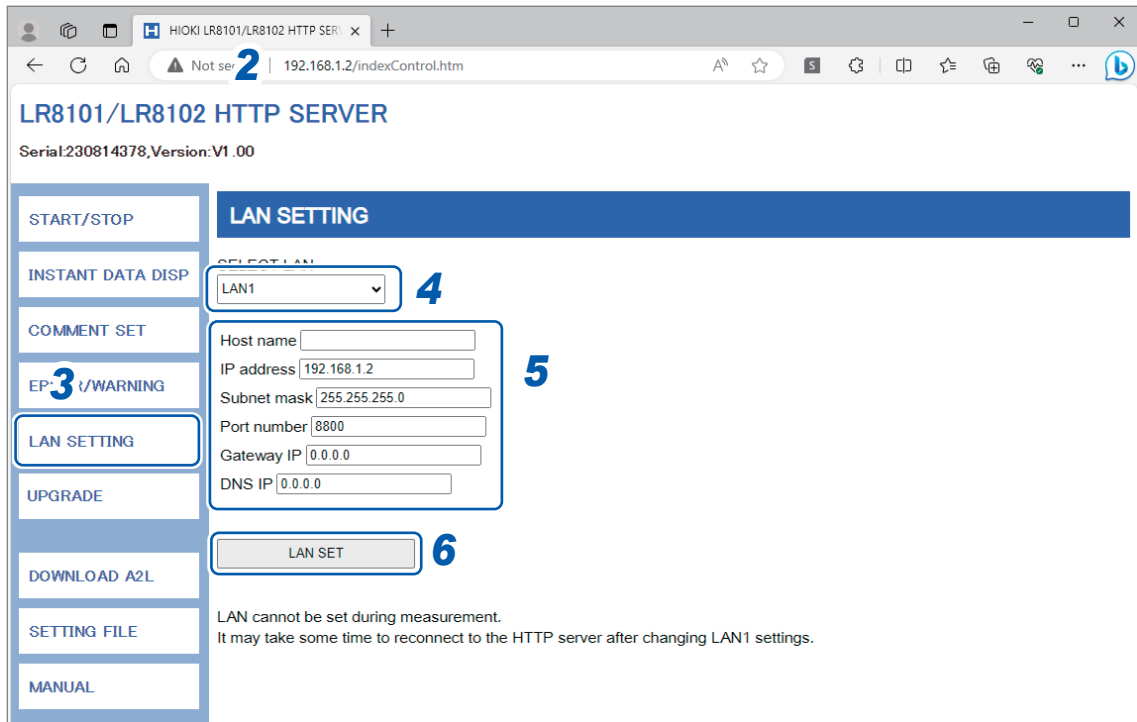 HIOKI LR8101/LR8102 HTTP SER
Not se
2
192.168.1.2/indexControl.htm
LR8101/LR8102 HTTP SERVER
Serial:230814378,Version:V1.00
START/STOP
INSTANT DATA DISP
COMMENT SET
3
/WARNING
LAN SETTING
UPGRADE
DOWNLOAD A2L
SETTING FILE
MANUAL
LAN SETTING
SELECT LAN
LAN1
4
Host name
IP address 192.168.1.2
Subnet mask 255.255.255.0
Port number 8800
Gateway IP 0.0.0.0
DNS IP 0.0.0.0
5
LAN SET
6
LAN cannot be set during measurement.
It may take some time to reconnect to the HTTP server after changing LAN1 settings.